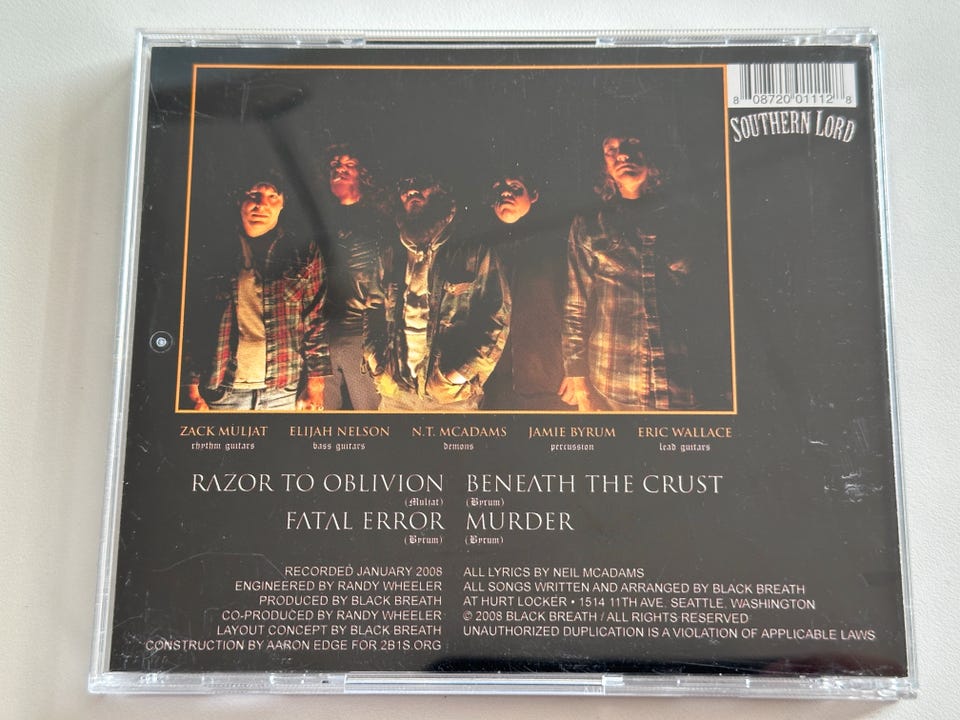 8 08720 01112 8
SOUTHERN LORD
ZACK MULJAT ELIJAH NELSON N.T. MCADAMS JAMIE BYRUM ERIC WALLACE
rhythm guitars bass guitars demons percussion lead guitars
RAZOR TO OBLIVION BENEATH THE CRUST
(Muljat) (Byrum)
FATAL ERROR MURDER
(Byrum) (Byrum)
RECORDED JANUARY 2008
ENGINEERED BY RANDY WHEELER
PRODUCED BY BLACK BREATH
CO-PRODUCED BY RANDY WHEELER
LAYOUT CONCEPT BY BLACK BREATH
CONSTRUCTION BY AARON EDGE FOR 2B1S.ORG
ALL LYRICS BY NEIL MCADAMS
ALL SONGS WRITTEN AND ARRANGED BY BLACK BREATH
AT HURT LOCKER • 1514 11TH AVE. SEATTLE. WASHINGTON
© 2008 BLACK BREATH / ALL RIGHTS RESERVED
UNAUTHORIZED DUPLICATION IS A VIOLATION OF APPLICABLE LAWS